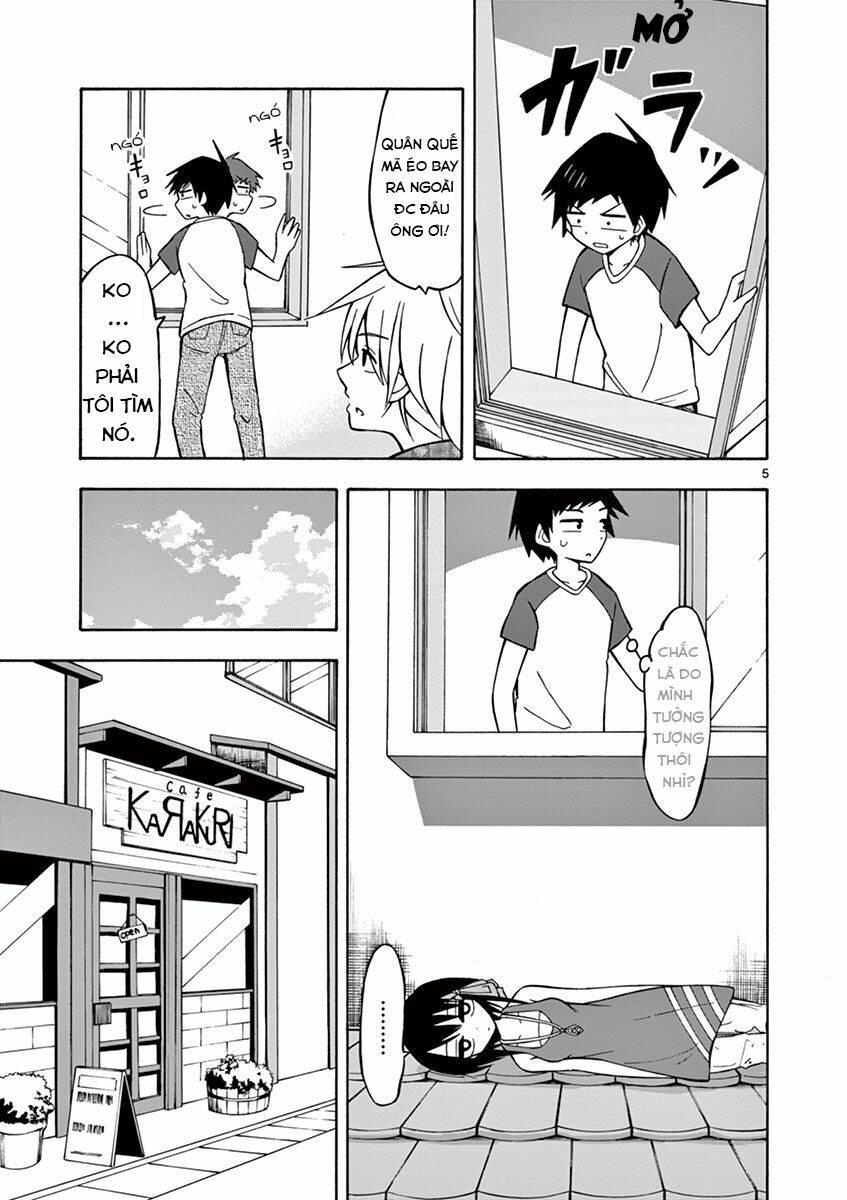 MỞ
ガラ
QUÂN QUẾ
MÃ ÉO BAY
RA NGOÀI
ĐC ĐÂU
ÔNG ƠI!
NGÓ
キョロ
NGÓ
キョロ
KO
...
KO
PHẢI
TÔI TÌM
NÓ.
5
CHẮC
LÀ DO
MÌNH
TƯỞNG
TƯỢNG
THÔI
NHỈ?
.........
cafe
KARAKURI
open